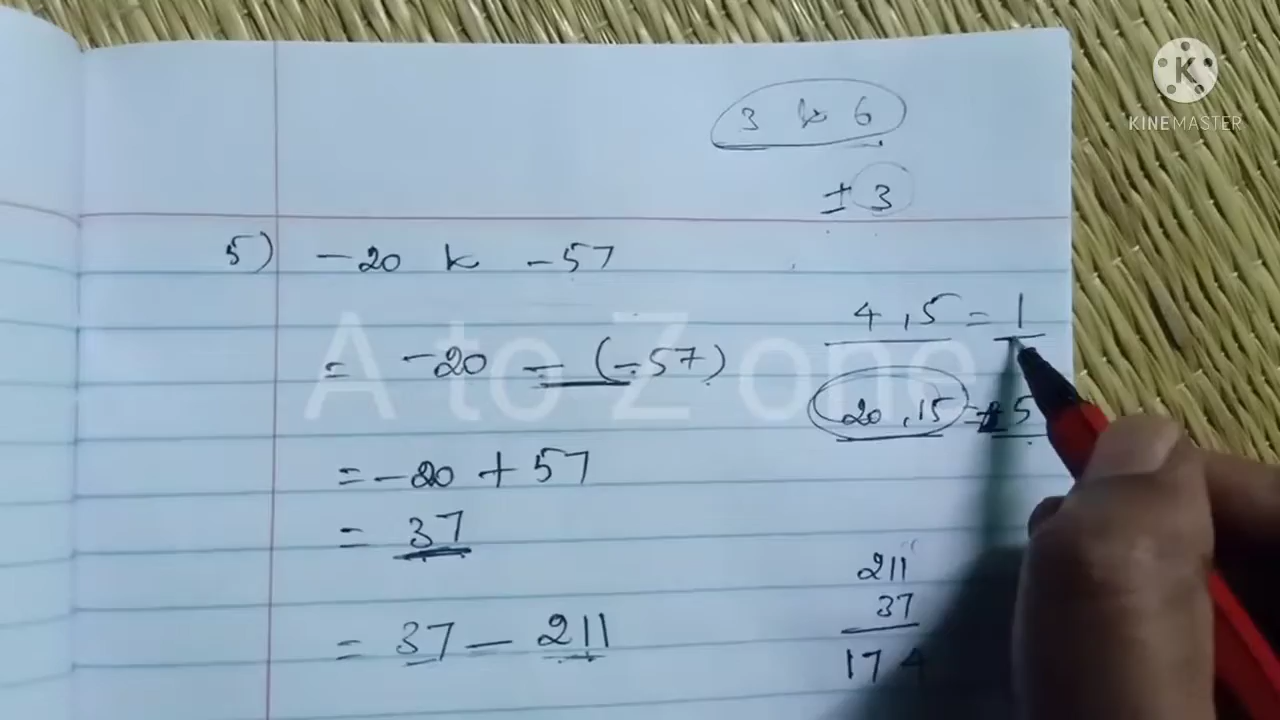 KINEMASTER
3 k 6
± 3
5) -20 k -57
4, 5 = 1
= -20 - (-57)
A to Z one
20, 15 = 5
= -20 + 57
= 37
211
37
174
= 37 - 211